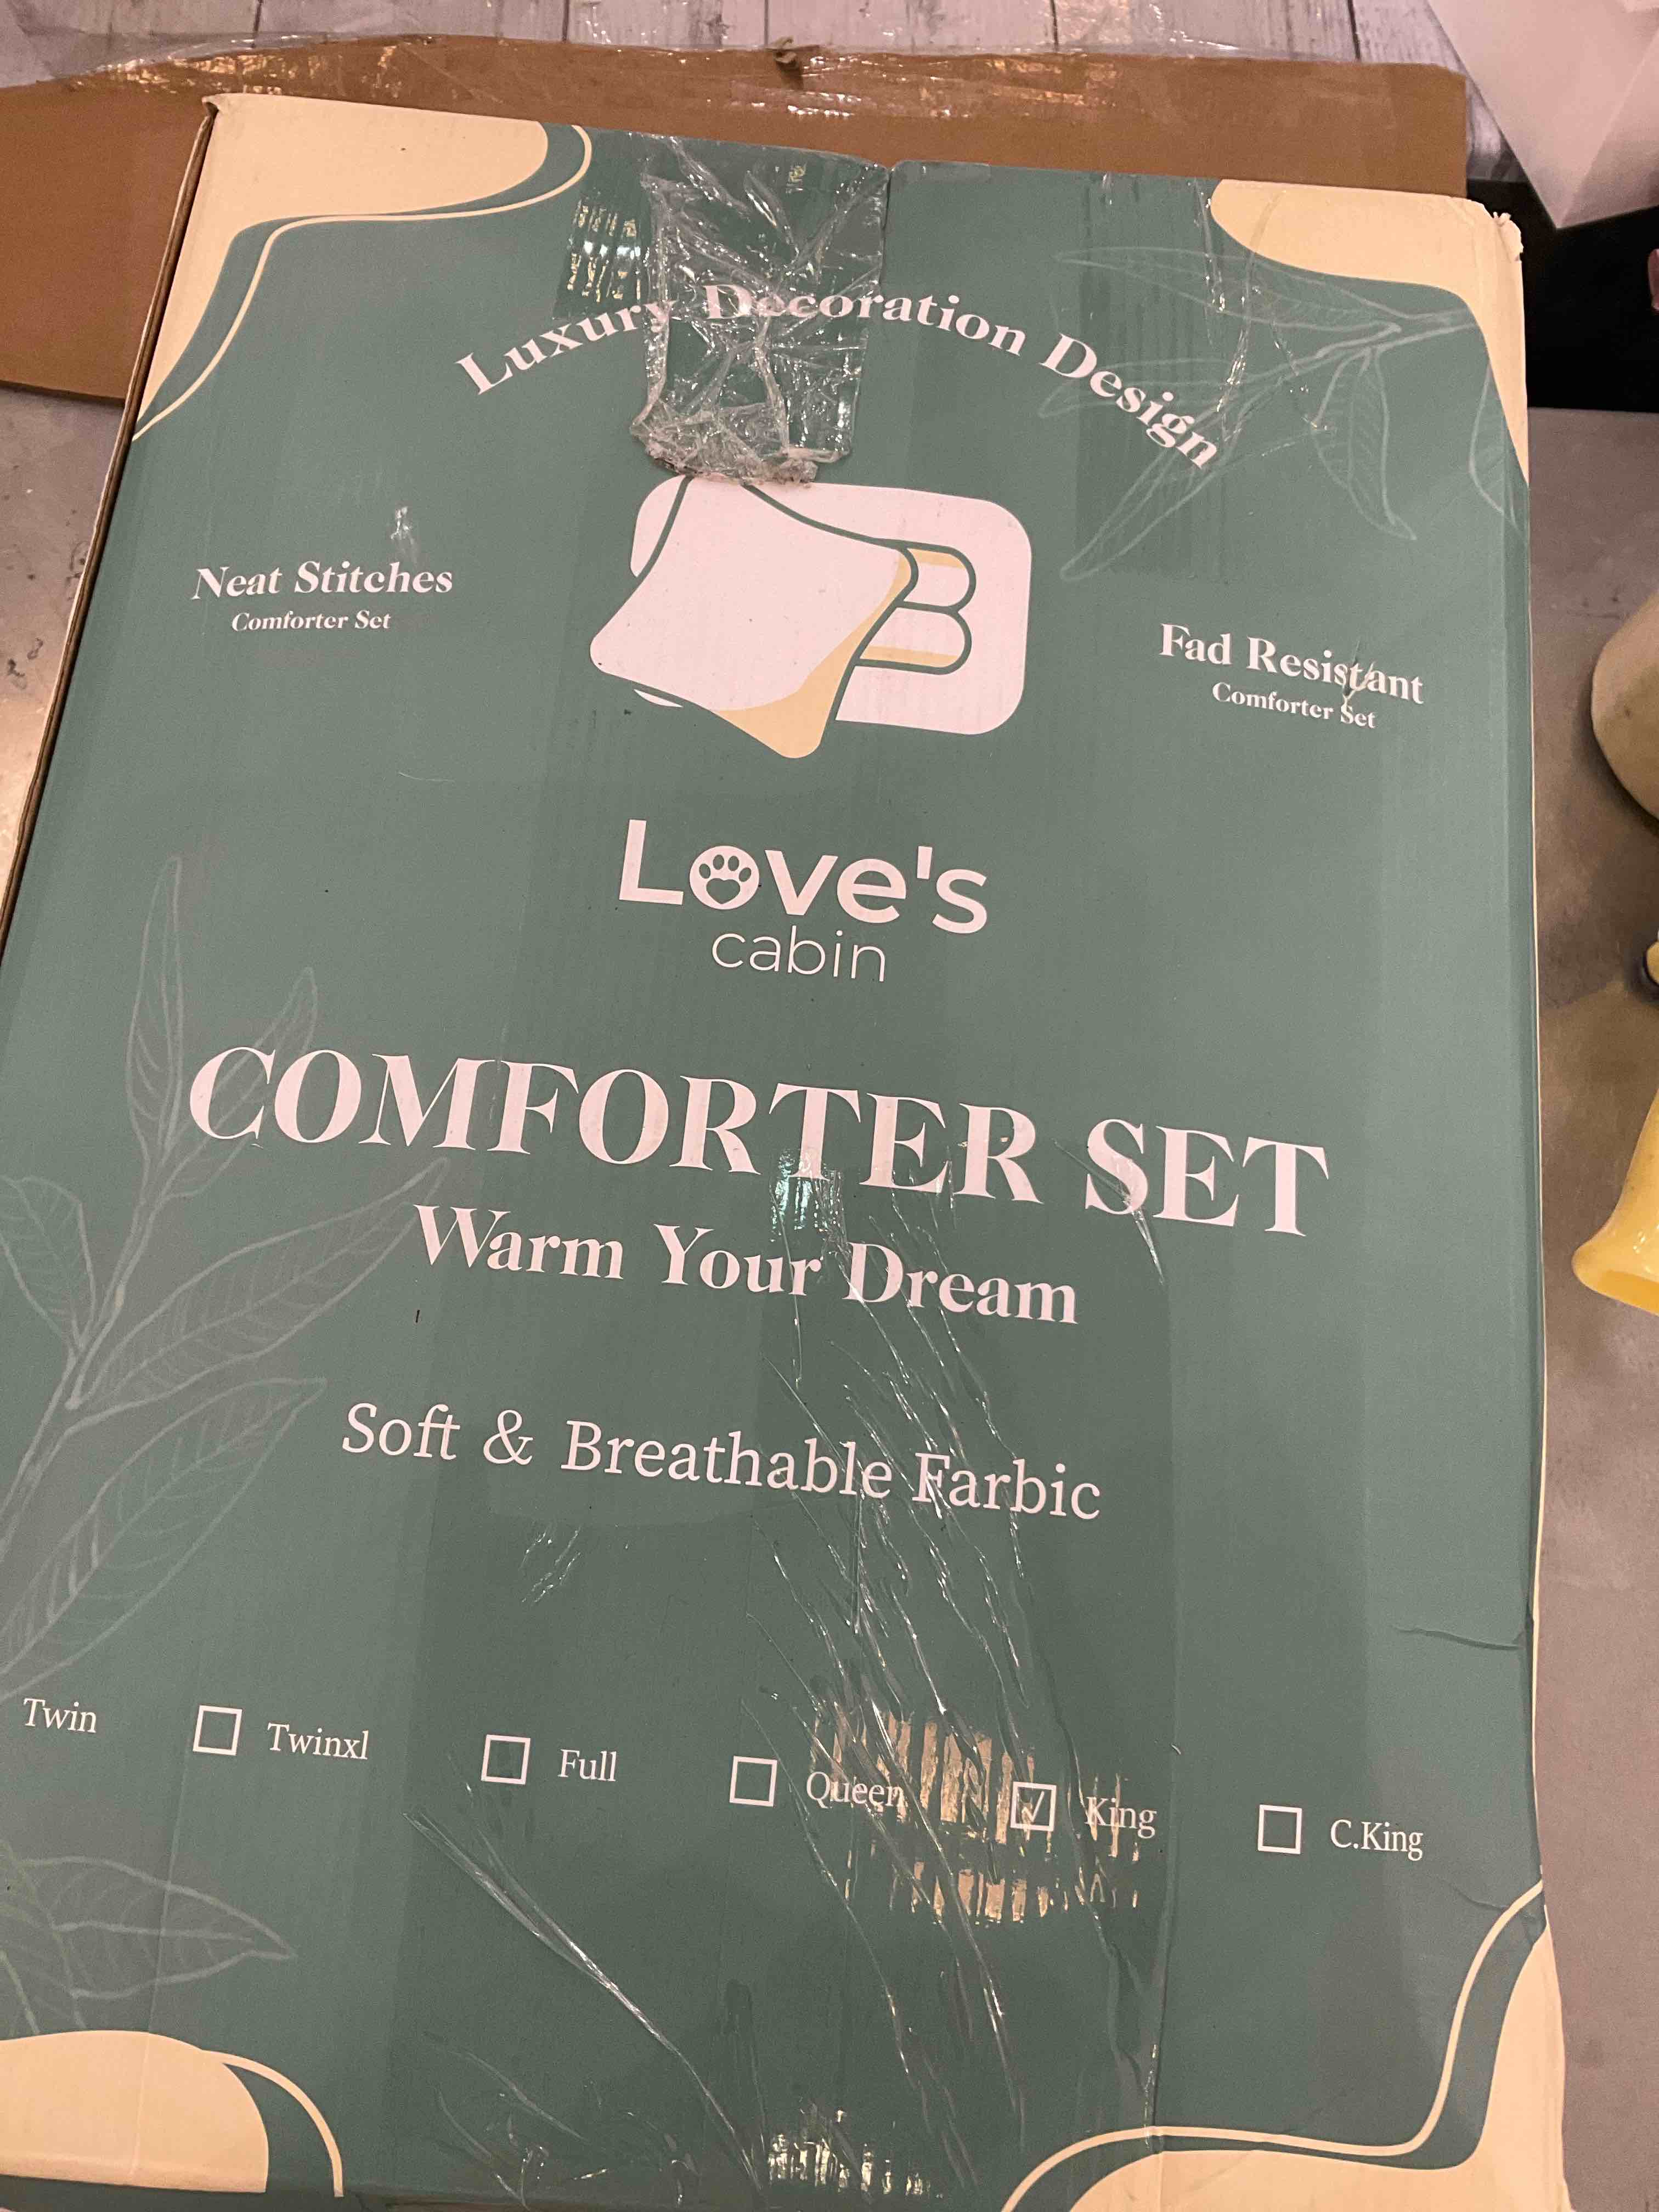 Luxury Decoration Design
Neat Stitches
Comforter Set
Fad Resistant
Comforter Set
Love's
cabin
COMFORTER SET
Warm Your Dream
Soft & Breathable Farbic
Twin Twinxl Full Queen King C.King